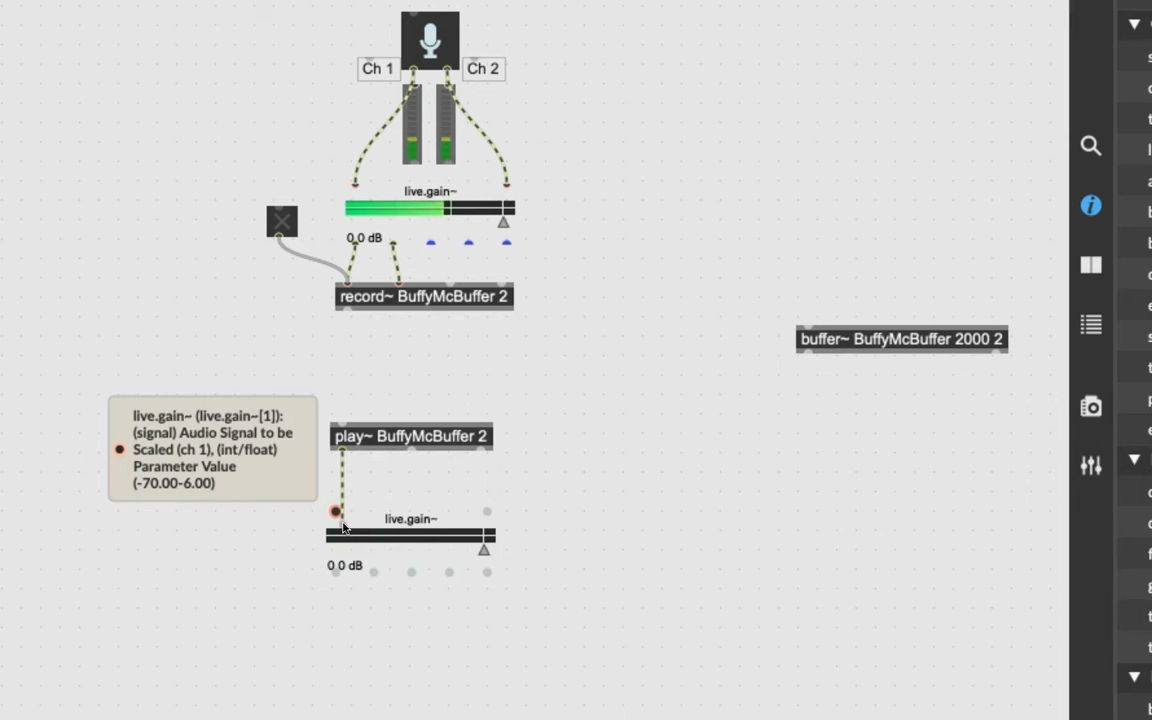 Ch 1
Ch 2
live.gain~
0.0 dB
record~ BuffyMcBuffer 2
buffer~ BuffyMcBuffer 2000 2
live.gain~ (live.gain~[1]):
(signal) Audio Signal to be
Scaled (ch 1), (int/float)
Parameter Value
(-70.00-6.00)
play~ BuffyMcBuffer 2
live.gain~
0.0 dB